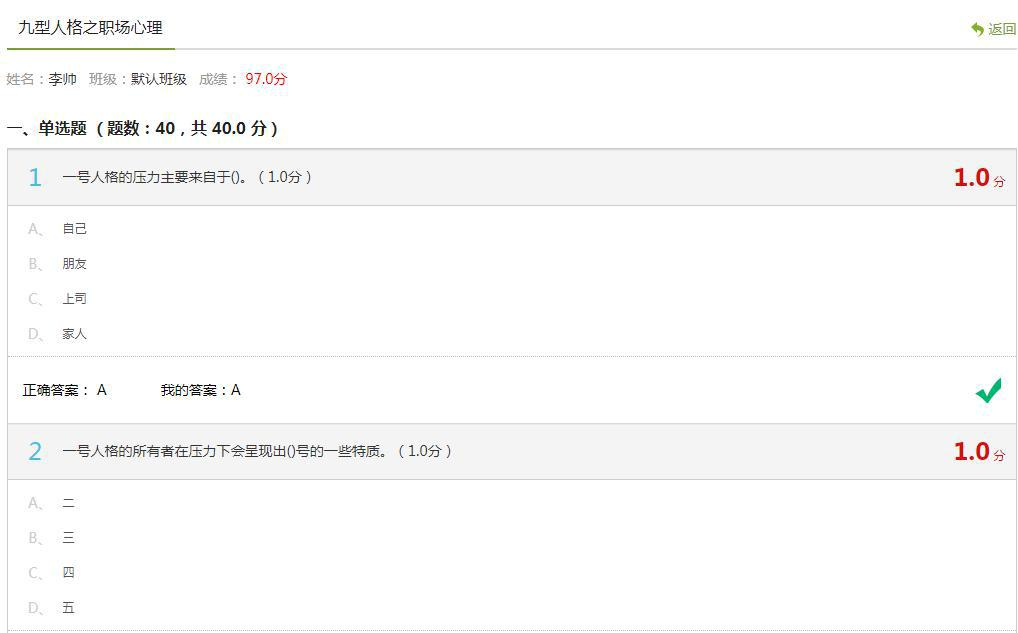 九型人格之职场心理
返回
姓名：李帅 班级：默认班级 成绩： 97.0分
一、单选题（题数：40，共 40.0 分）
1 一号人格的压力主要来自于()。（1.0分） 1.0 分
A、 自己
B、 朋友
C、 上司
D、 家人
正确答案： A 我的答案：A
2 一号人格的所有者在压力下会呈现出()号的一些特质。（1.0分） 1.0 分
A、 二
B、 三
C、 四
D、 五